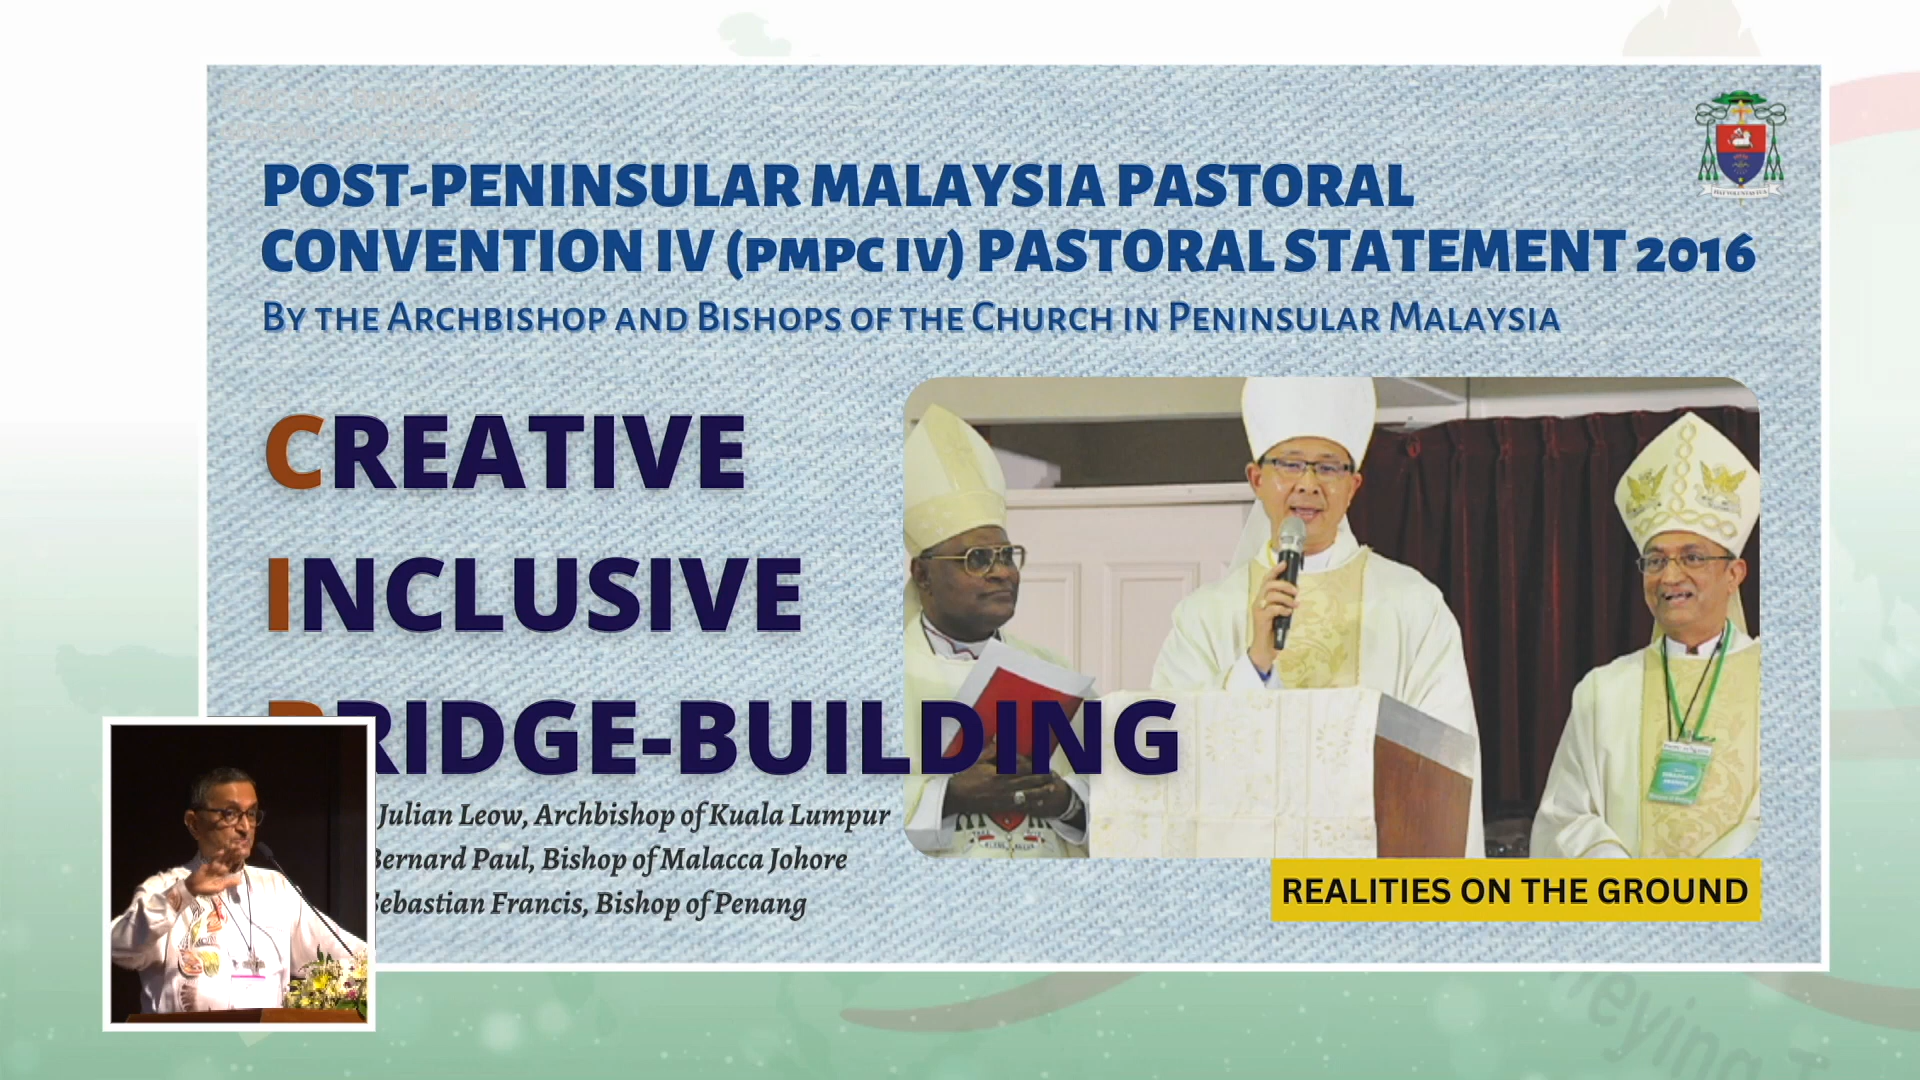 POST-PENINSULAR MALAYSIA PASTORAL
CONVENTION IV (PMPC IV) PASTORAL STATEMENT 2016
BY THE ARCHBISHOP AND BISHOPS OF THE CHURCH IN PENINSULAR MALAYSIA
CREATIVE
INCLUSIVE
BRIDGE-BUILDING
Julian Leow, Archbishop of Kuala Lumpur
Bernard Paul, Bishop of Malacca Johore
Sebastian Francis, Bishop of Penang
REALITIES ON THE GROUND